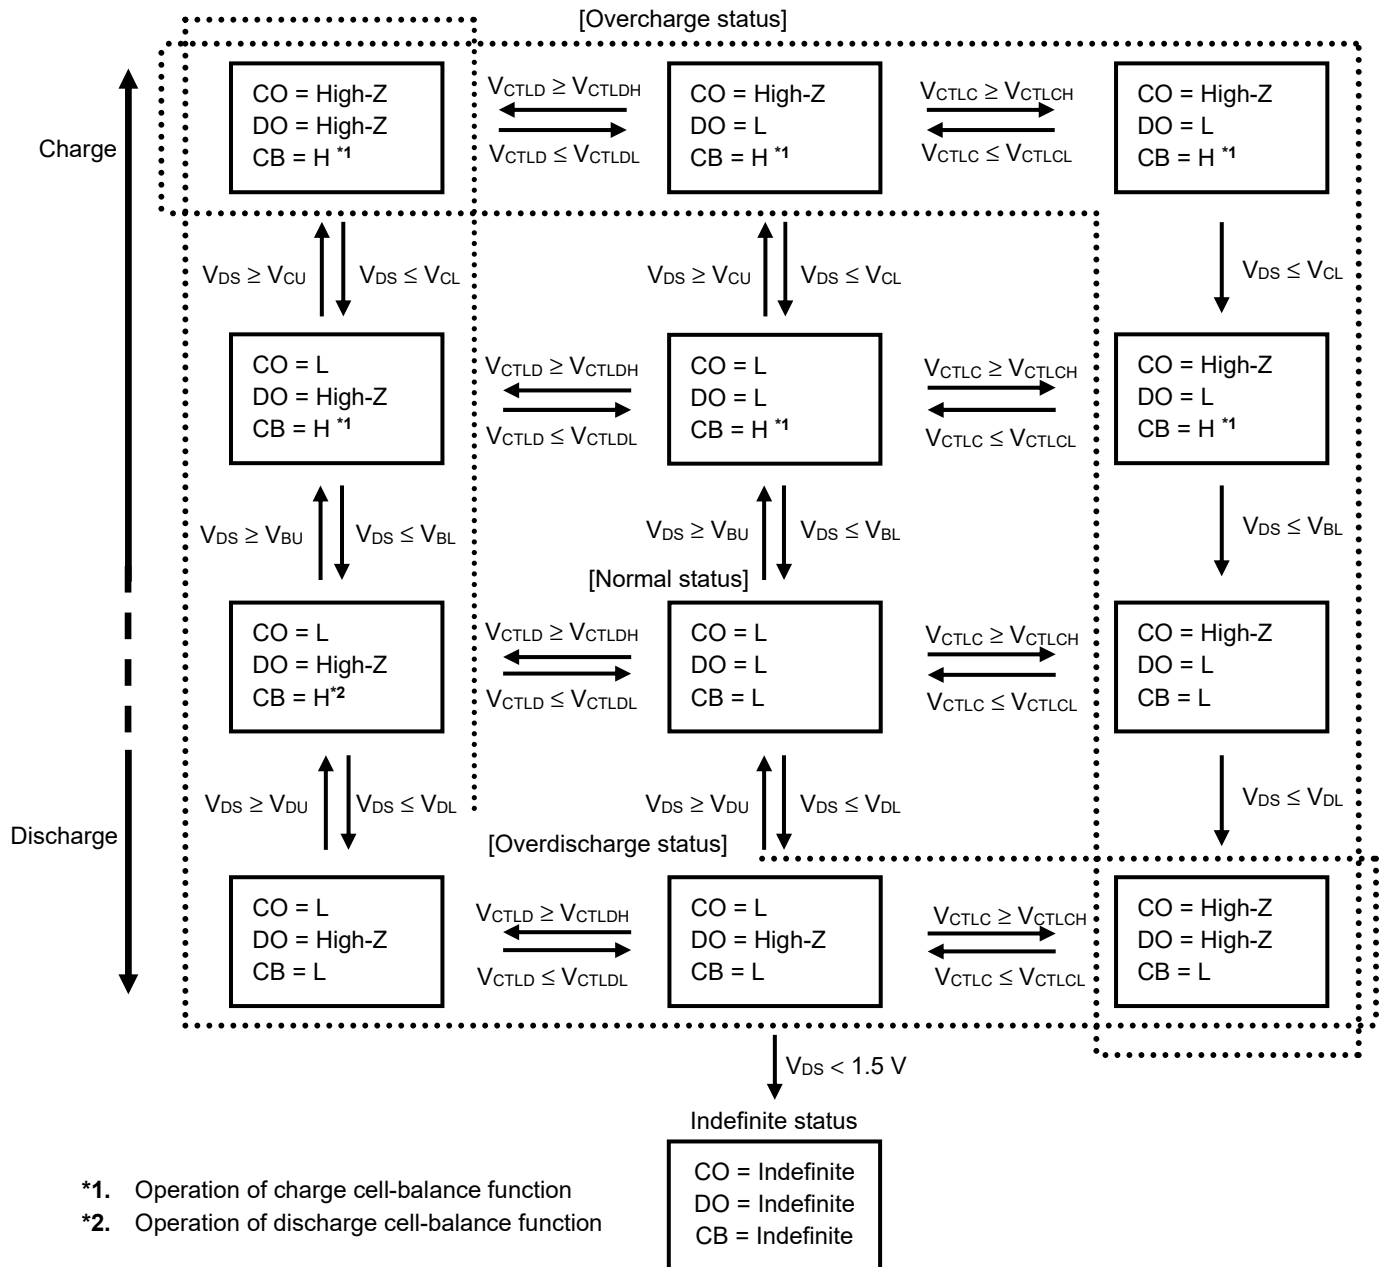 [Overcharge status]
Charge
CO = High-Z
DO = High-Z
CB = H *1
VCTLD ≥ VCTLDH
VCTLD ≤ VCTLDL
CO = High-Z
DO = L
CB = H *1
VCTLC ≥ VCTLCH
VCTLC ≤ VCTLCL
CO = High-Z
DO = L
CB = H *1
VDS ≥ VCU
VDS ≤ VCL
VDS ≥ VCU
VDS ≤ VCL
VDS ≤ VCL
CO = L
DO = High-Z
CB = H *1
VCTLD ≥ VCTLDH
VCTLD ≤ VCTLDL
CO = L
DO = L
CB = H *1
VCTLC ≥ VCTLCH
VCTLC ≤ VCTLCL
CO = High-Z
DO = L
CB = H *1
VDS ≥ VBU
VDS ≤ VBL
VDS ≥ VBU
VDS ≤ VBL
VDS ≤ VBL
[Normal status]
CO = L
DO = High-Z
CB = H*2
VCTLD ≥ VCTLDH
VCTLD ≤ VCTLDL
CO = L
DO = L
CB = L
VCTLC ≥ VCTLCH
VCTLC ≤ VCTLCL
CO = High-Z
DO = L
CB = L
VDS ≥ VDU
VDS ≤ VDL
VDS ≥ VDU
VDS ≤ VDL
VDS ≤ VDL
Discharge
[Overdischarge status]
CO = L
DO = High-Z
CB = L
VCTLD ≥ VCTLDH
VCTLD ≤ VCTLDL
CO = L
DO = High-Z
CB = L
VCTLC ≥ VCTLCH
VCTLC ≤ VCTLCL
CO = High-Z
DO = High-Z
CB = L
VDS < 1.5 V
Indefinite status
CO = Indefinite
DO = Indefinite
CB = Indefinite
*1. Operation of charge cell-balance function
*2. Operation of discharge cell-balance function